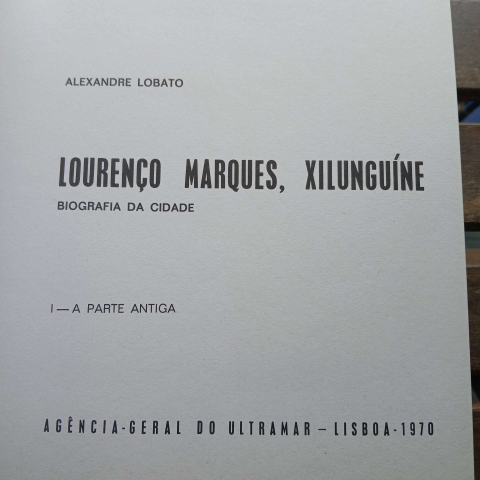 ALEXANDRE LOBATO
LOURENÇO MARQUES, XILUNGUÍNE
BIOGRAFIA DA CIDADE
I — A PARTE ANTIGA
AGÊNCIA-GERAL DO ULTRAMAR – LISBOA-1970